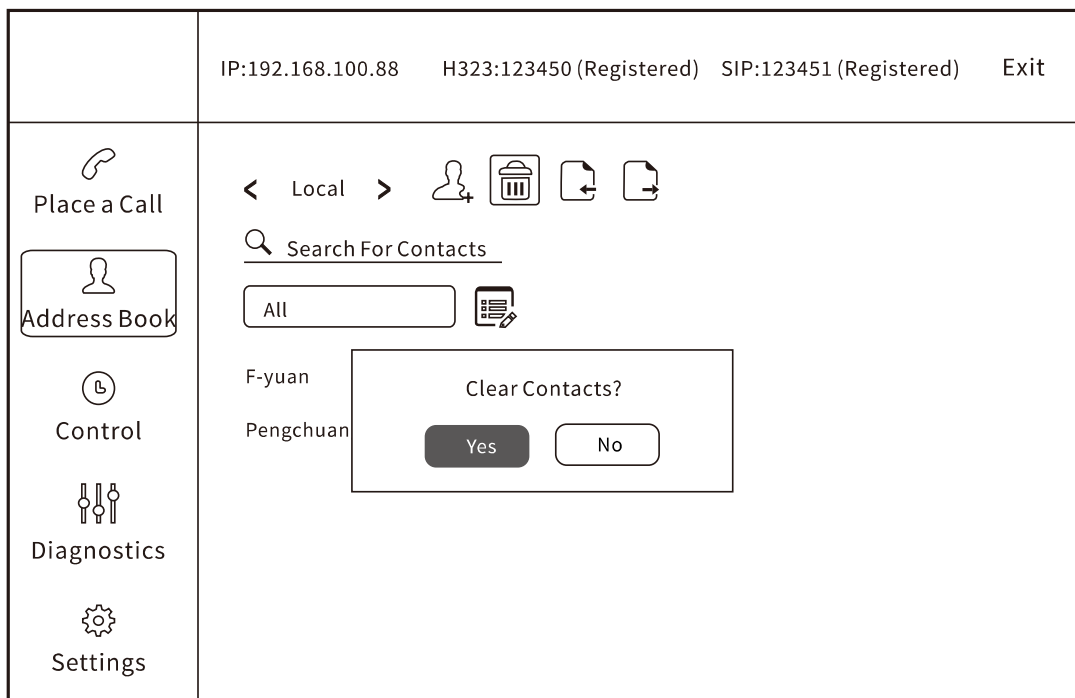 IP:192.168.100.88 H323:123450 (Registered) SIP:123451 (Registered) Exit
Place a Call
Address Book
Control
Diagnostics
Settings
< Local >
Search For Contacts
All
F-yuan
Pengchuan
Clear Contacts?
Yes No